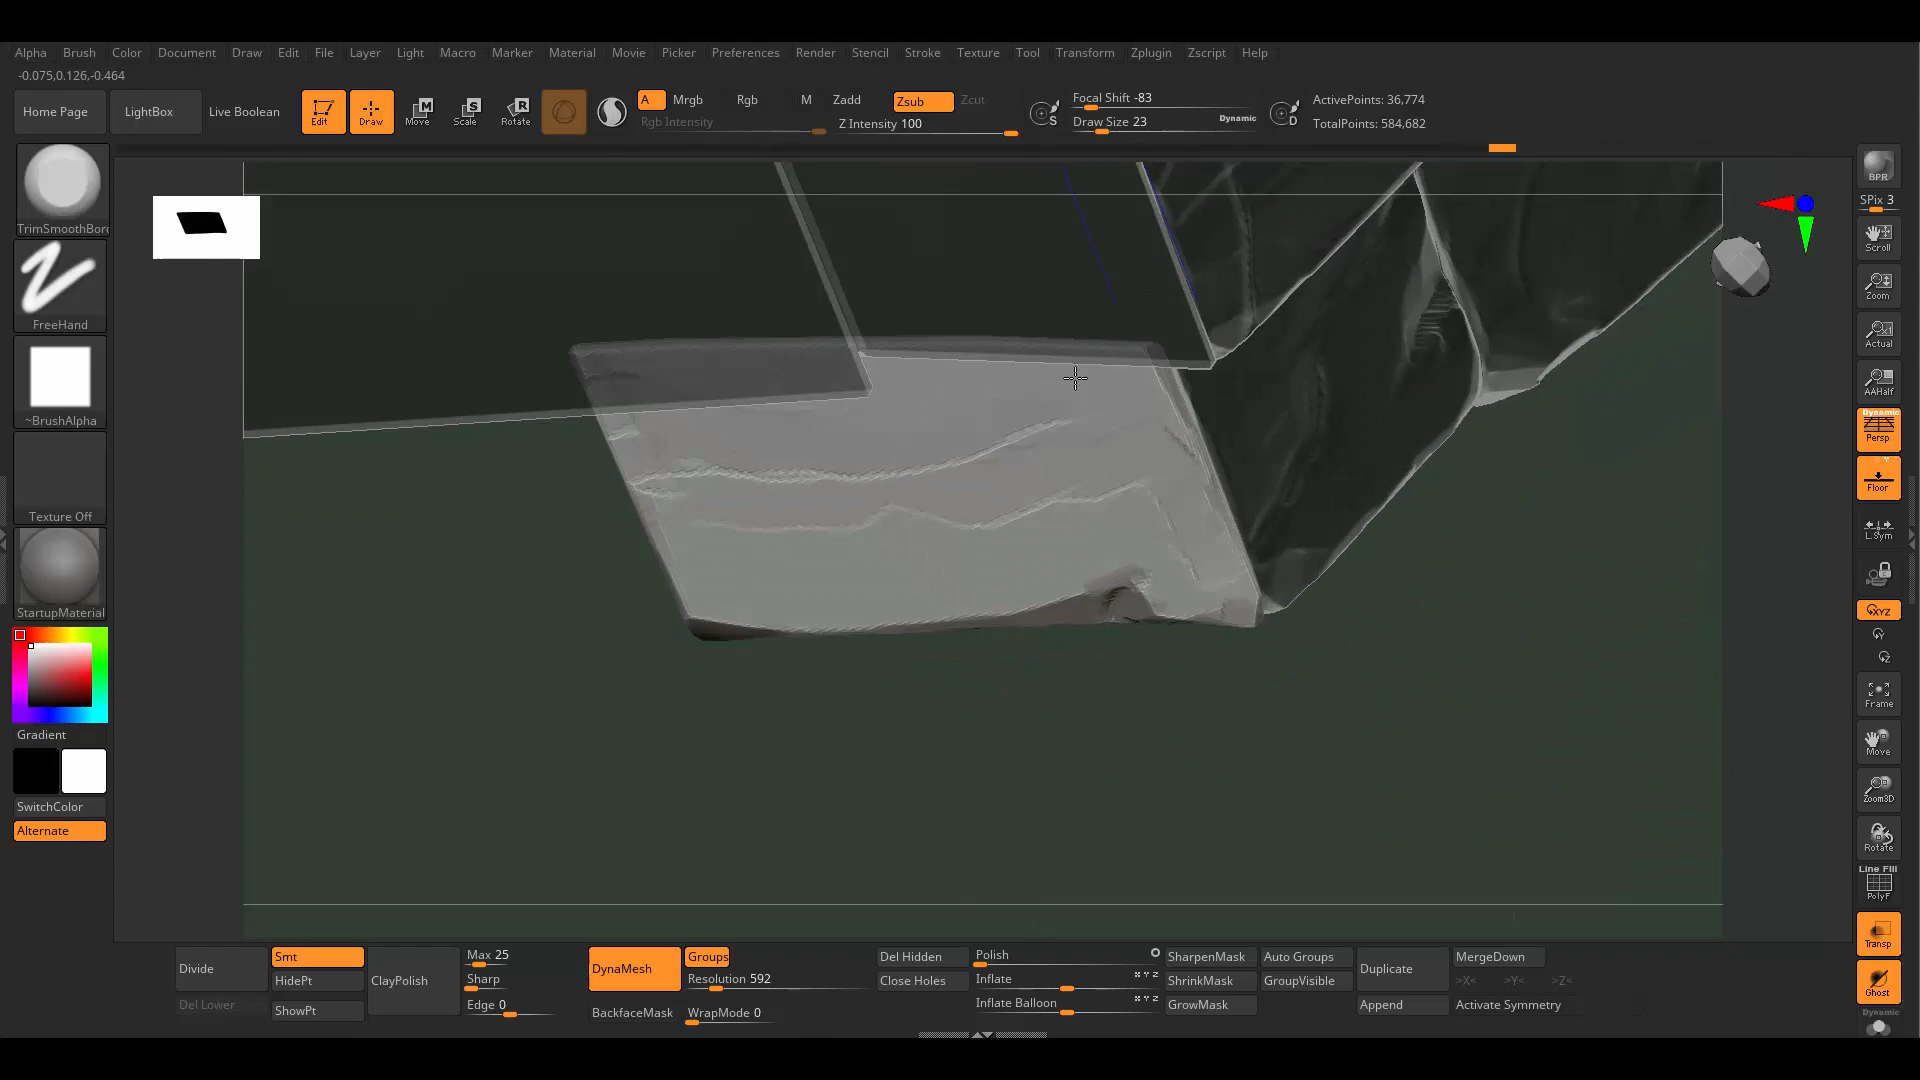 Alpha Brush Color Document Draw Edit File Layer Light Macro Marker Material Movie Picker Preferences Render Stencil Stroke Texture Tool Transform Zplugin Zscript Help
-0.075,0.126,-0.464
Home Page LightBox Live Boolean Edit Draw Move Scale Rotate
A Mrgb Rgb M Zadd Zsub Zcut
Rgb Intensity Z Intensity 100
Focal Shift -83
Draw Size 23 Dynamic
ActivePoints: 36,774
TotalPoints: 584,682
TrimSmoothBord
FreeHand
~BrushAlpha
Texture Off
StartupMaterial
Gradient
SwitchColor
Alternate
BPR
SPix 3
Scroll
Zoom
Actual
AAHalf
Dynamic
Persp
Floor
L.Sym
XYZ
Frame
Move
Zoom3D
Rotate
Line Fill
PolyF
Transp
Ghost
Dynamic
Divide
Del Lower
Smt
HidePt
ShowPt
ClayPolish
Max 25
Sharp
Edge 0
DynaMesh
Groups
Resolution 592
BackfaceMask
WrapMode 0
Del Hidden
Close Holes
Polish
Inflate
Inflate Balloon
SharpenMask
ShrinkMask
GrowMask
Auto Groups
GroupVisible
Duplicate
Append
MergeDown
>X< >Y< >Z<
Activate Symmetry